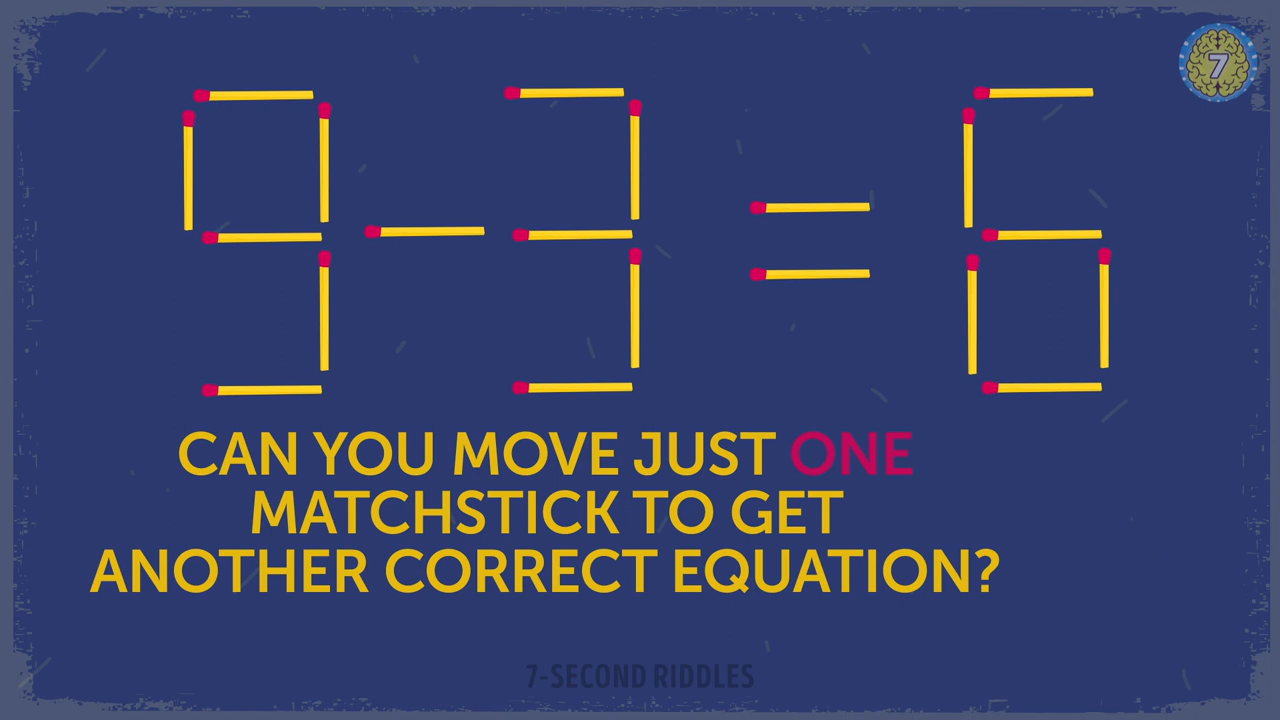 7
9-3=6
CAN YOU MOVE JUST ONE
MATCHSTICK TO GET
ANOTHER CORRECT EQUATION?
7-SECOND RIDDLES